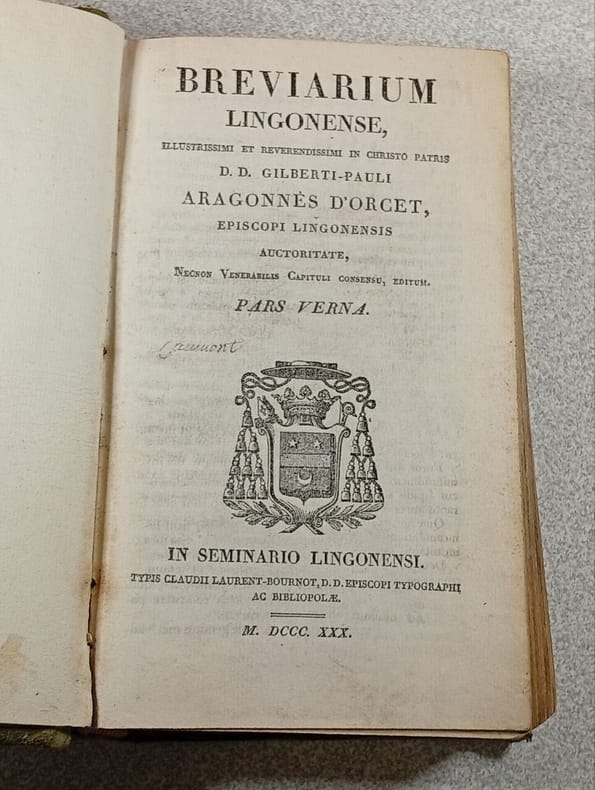 BREVIARIUM
LINGONENSE,
ILLUSTRISSIMI ET REVERENDISSIMI IN CHRISTO PATRIS
D. D. GILBERTI-PAULI
ARAGONNÈS D'ORCET,
EPISCOPI LINGONENSIS
AUCTORITATE,
NECNON VENERABILIS CAPITULI CONSENSU, EDITUM.
PARS VERNA.
IN SEMINARIO LINGONENSI.
TYPIS CLAUDII LAURENT-BOURNOT, D. D. EPISCOPI TYPOGRAPHI
AC BIBLIOPOLÆ.
M. DCCC. XXX.